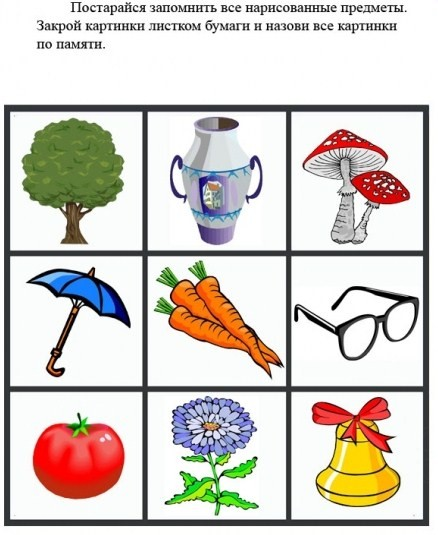 Постарайся запомнить все нарисованные предметы.
Закрой картинки листком бумаги и назови все картинки
по памяти.